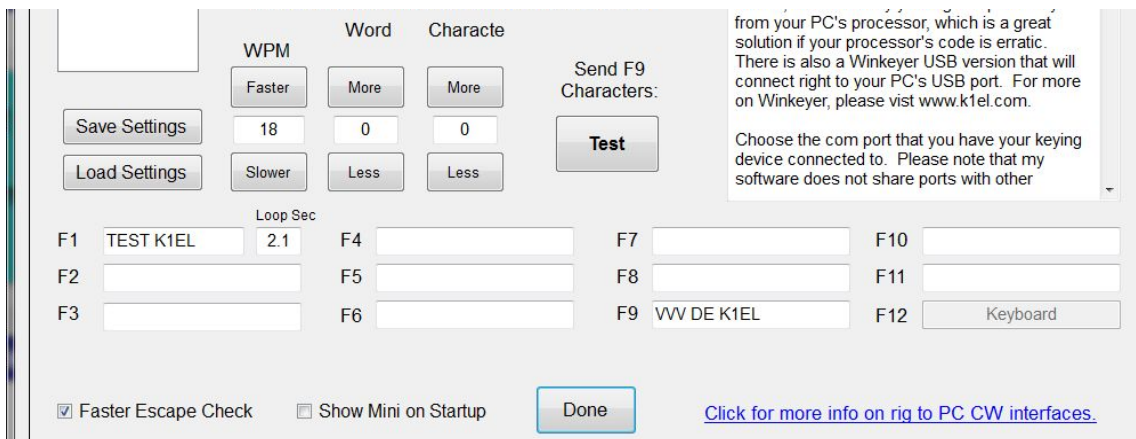 from your PC's processor, which is a great
solution if your processor's code is erratic.
There is also a Winkeyer USB version that will
connect right to your PC's USB port. For more
on Winkeyer, please vist www.k1el.com.
Choose the com port that you have your keying
device connected to. Please note that my
software does not share ports with other
Word Characte
WPM
Faster More More
18 0 0
Slower Less Less
Save Settings
Load Settings
Send F9
Characters:
Test
Loop Sec
F1 TEST K1EL 2.1 F4 F7 F10
F2 F5 F8 F11
F3 F6 F9 VVV DE K1EL F12 Keyboard
Faster Escape Check Show Mini on Startup Done Click for more info on rig to PC CW interfaces.